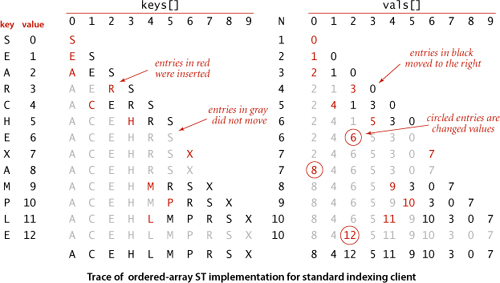 keys[] vals[]
key value 0 1 2 3 4 5 6 7 8 9 N 0 1 2 3 4 5 6 7 8 9
S 0 S 1 0
E 1 E S 2 1 0
A 2 A E S 3 2 1 0
R 3 A E R S 4 2 1 3 0
C 4 A C E R S 5 2 4 1 3 0
H 5 A C E H R S 6 2 4 1 5 3 0
E 6 A C E H R S 6 2 4 6 5 3 0
X 7 A C E H R S X 7 2 4 6 5 3 0 7
A 8 A C E H R S X 7 8 4 6 5 3 0 7
M 9 A C E H M R S X 8 8 4 6 5 9 3 0 7
P 10 A C E H M P R S X 9 8 4 6 5 9 10 3 0 7
L 11 A C E H L M P R S X 10 8 4 6 5 11 9 10 3 0 7
E 12 A C E H L M P R S X 10 8 4 12 5 11 9 10 3 0 7
A C E H L M P R S X 8 4 12 5 11 9 10 3 0 7
entries in red
were inserted
entries in gray
did not move
entries in black
moved to the right
circled entries are
changed values
Trace of ordered-array ST implementation for standard indexing client